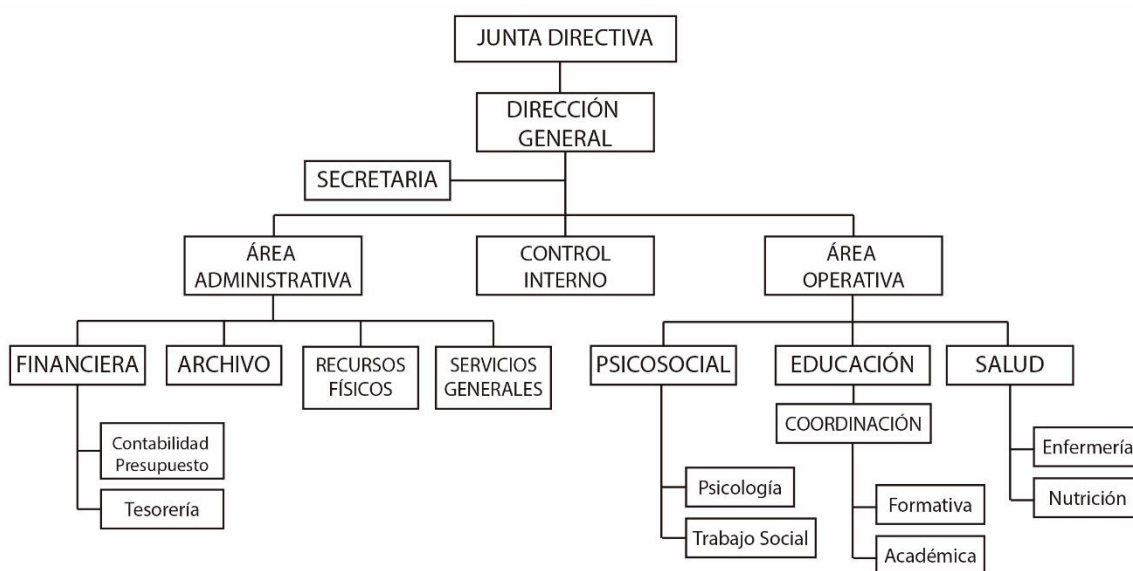 JUNTA DIRECTIVA
DIRECCIÓN
GENERAL
SECRETARIA
ÁREA
ADMINISTRATIVA
CONTROL
INTERNO
ÁREA
OPERATIVA
FINANCIERA
ARCHIVO
RECURSOS
FÍSICOS
SERVICIOS
GENERALES
PSICOSOCIAL
EDUCACIÓN
SALUD
COORDINACIÓN
Contabilidad
Presupuesto
Tesorería
Psicología
Trabajo Social
Formativa
Académica
Enfermería
Nutrición